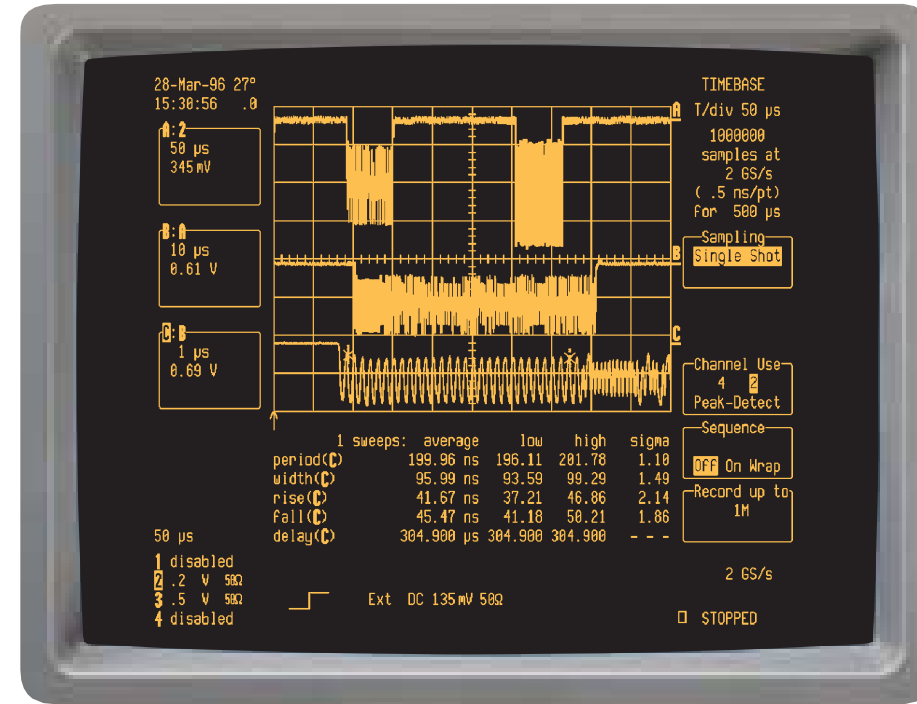 28-Mar-96 27°
15:30:56 .0
A:2
50 µs
345 mV
B:A
10 µs
0.61 V
C:B
1 µs
0.69 V
A
B
C
TIMEBASE
T/div 50 µs
1000000
samples at
2 GS/s
( .5 ns/pt)
For 500 µs
Sampling
Single Shot
Channel Use
4 2
Peak-Detect
Sequence
Off On Wrap
Record up to
1M
1 sweeps: average low high sigma
period(C) 199.96 ns 196.11 201.78 1.10
width(C) 95.99 ns 93.59 99.29 1.49
rise(C) 41.67 ns 37.21 46.86 2.14
fall(C) 45.47 ns 41.18 50.21 1.86
delay(C) 304.900 µs 304.900 304.900 - - -
50 µs
1 disabled
2 .2 V 50Ω
3 .5 V 50Ω
4 disabled
Ext DC 135mV 50Ω
2 GS/s
STOPPED